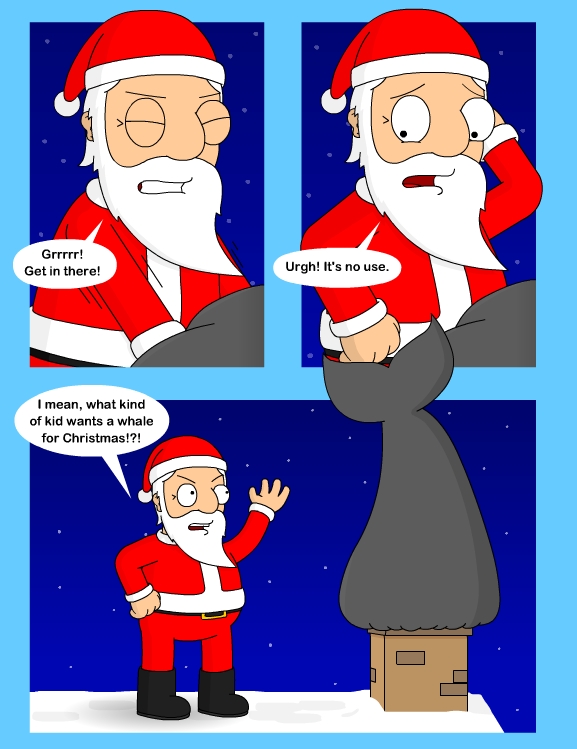 Grrrrr!
Get in there!
Urgh! It's no use.
I mean, what kind
of kid wants a whale
for Christmas!?!